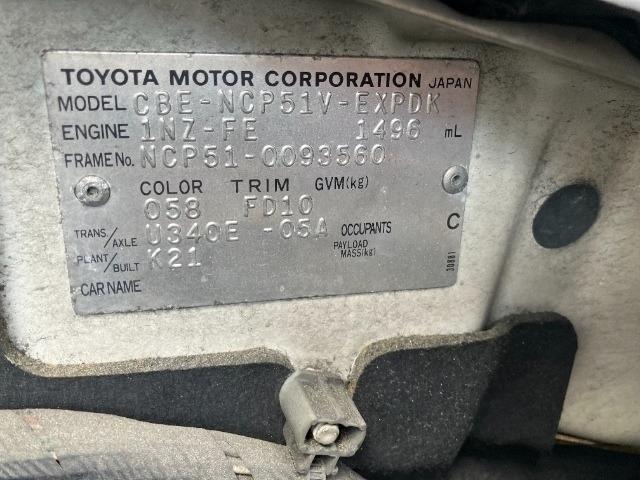 TOYOTA MOTOR CORPORATION JAPAN
MODEL CBE-NCP51V-EXPDK
ENGINE 1NZ-FE 1496 mL
FRAME No. NCP51-0093560
COLOR TRIM GVM(kg)
058 FD10
TRANS/AXLE U340E -05A OCCUPANTS C
PLANT/BUILT K21 PAYLOAD MASS(kg)
CAR NAME
30881